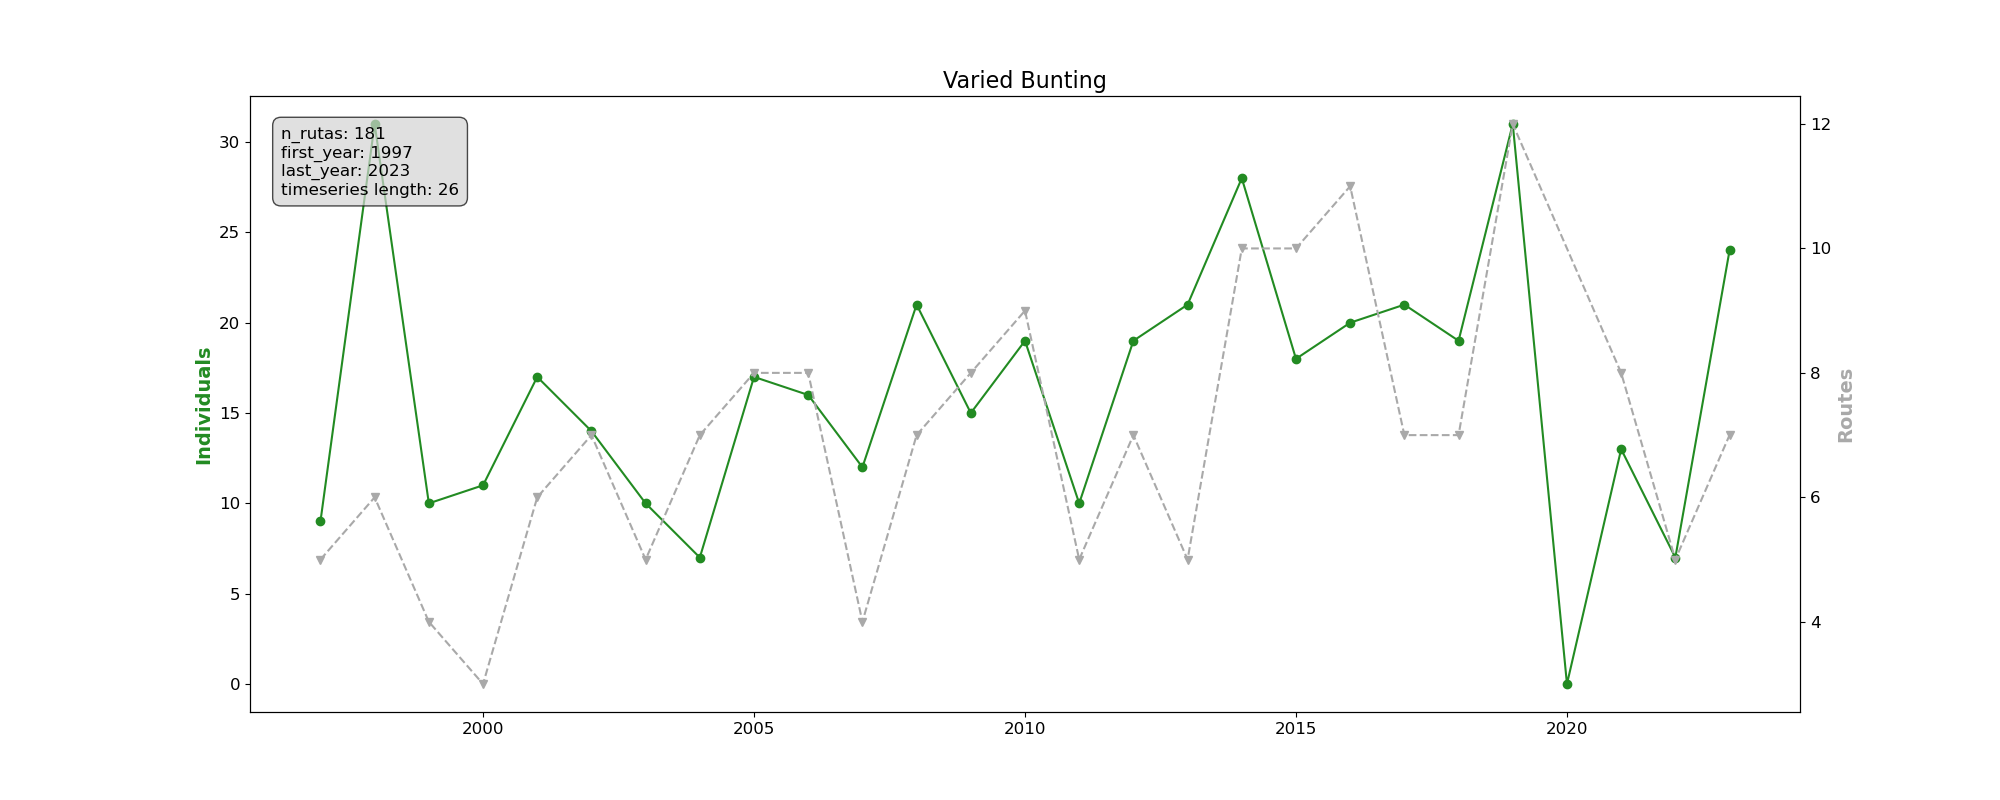 Varied Bunting
n_rutas: 181
first_year: 1997
last_year: 2023
timeseries length: 26
Individuals
30
25
20
15
10
5
0
12
10
8
6
4
Routes
2000
2005
2010
2015
2020